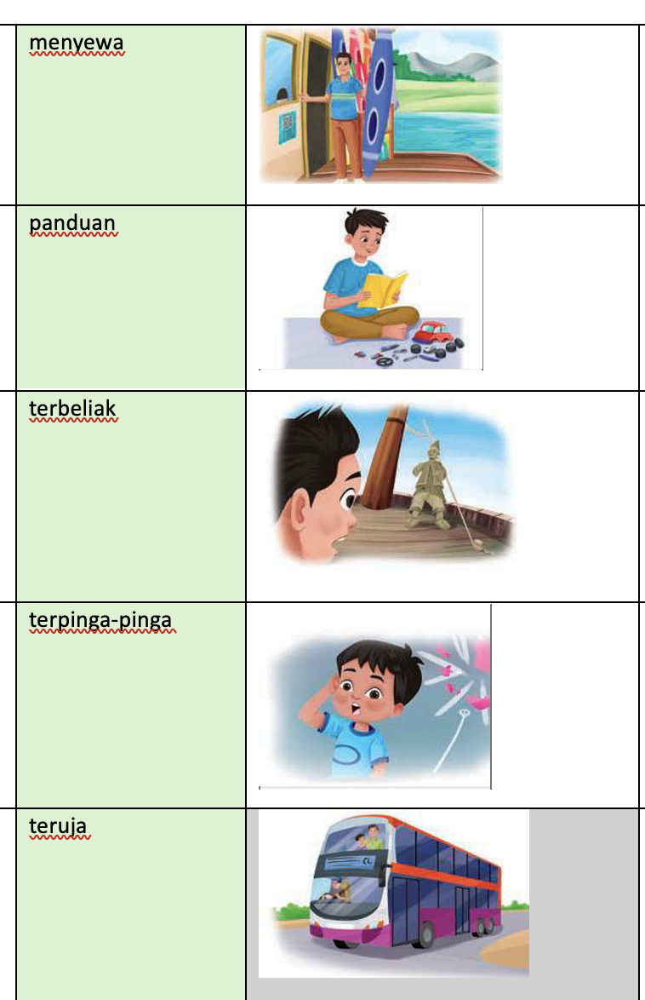 menyewa
panduan
terbeliak
terpinga-pinga
teruja